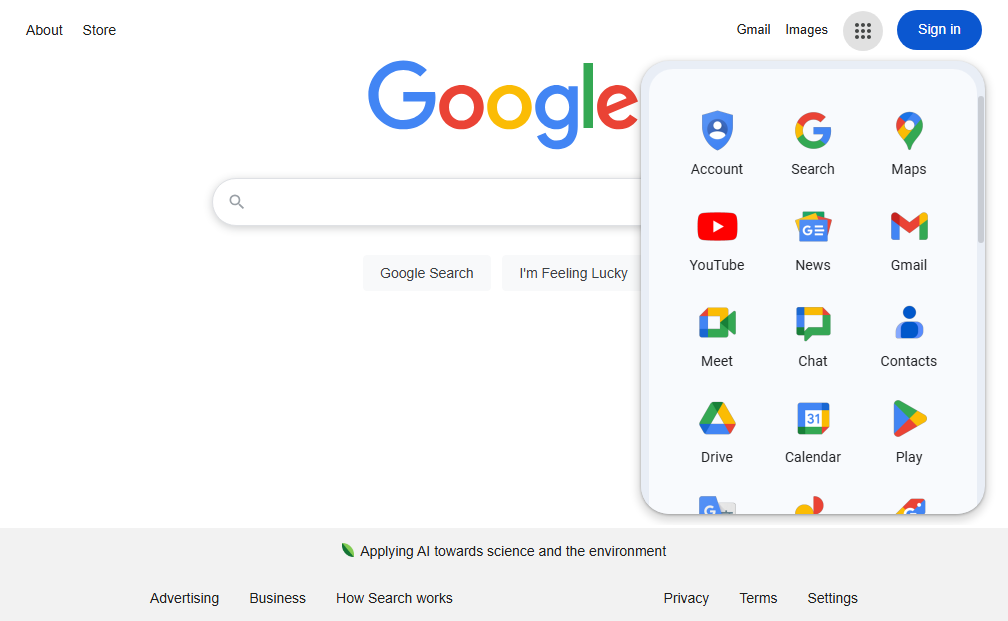 About Store
Gmail Images Sign in
Google
Account Search Maps
YouTube News Gmail
Google Search I'm Feeling Lucky
Meet Chat Contacts
31
Drive Calendar Play
Applying AI towards science and the environment
Advertising Business How Search works
Privacy Terms Settings